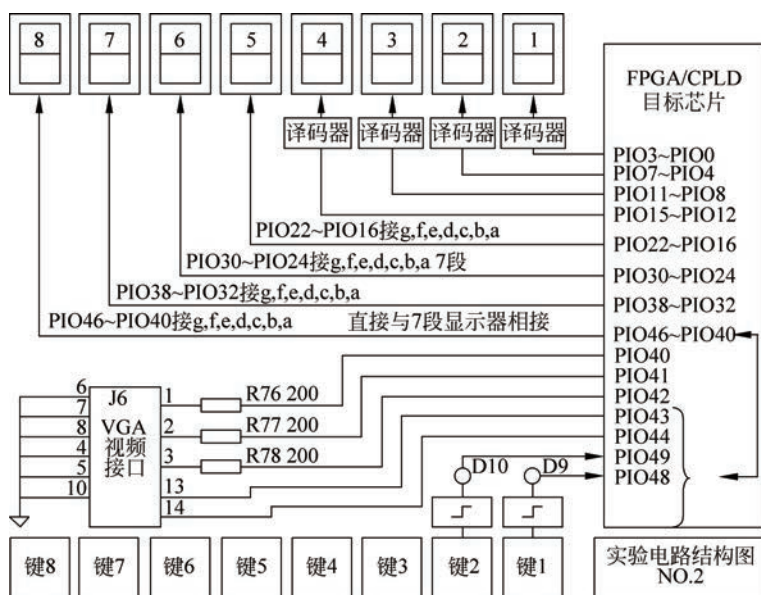 8 7 6 5 4 3 2 1
FPGA/CPLD
目标芯片
译码器 译码器 译码器 译码器
PIO3~PIO0
PIO7~PIO4
PIO11~PIO8
PIO15~PIO12
PIO22~PIO16接g,f,e,d,c,b,a
PIO22~PIO16
PIO30~PIO24接g,f,e,d,c,b,a 7段
PIO30~PIO24
PIO38~PIO32接g,f,e,d,c,b,a
PIO38~PIO32
PIO46~PIO40接g,f,e,d,c,b,a 直接与7段显示器相接
PIO46~PIO40
PIO40
PIO41
PIO42
PIO43
PIO44
PIO49
PIO48
6
7
8
4
5
10
J6
VGA
视频
接口
1 R76 200
2 R77 200
3 R78 200
13
14
D10 D9
键8 键7 键6 键5 键4 键3 键2 键1
实验电路结构图
NO.2